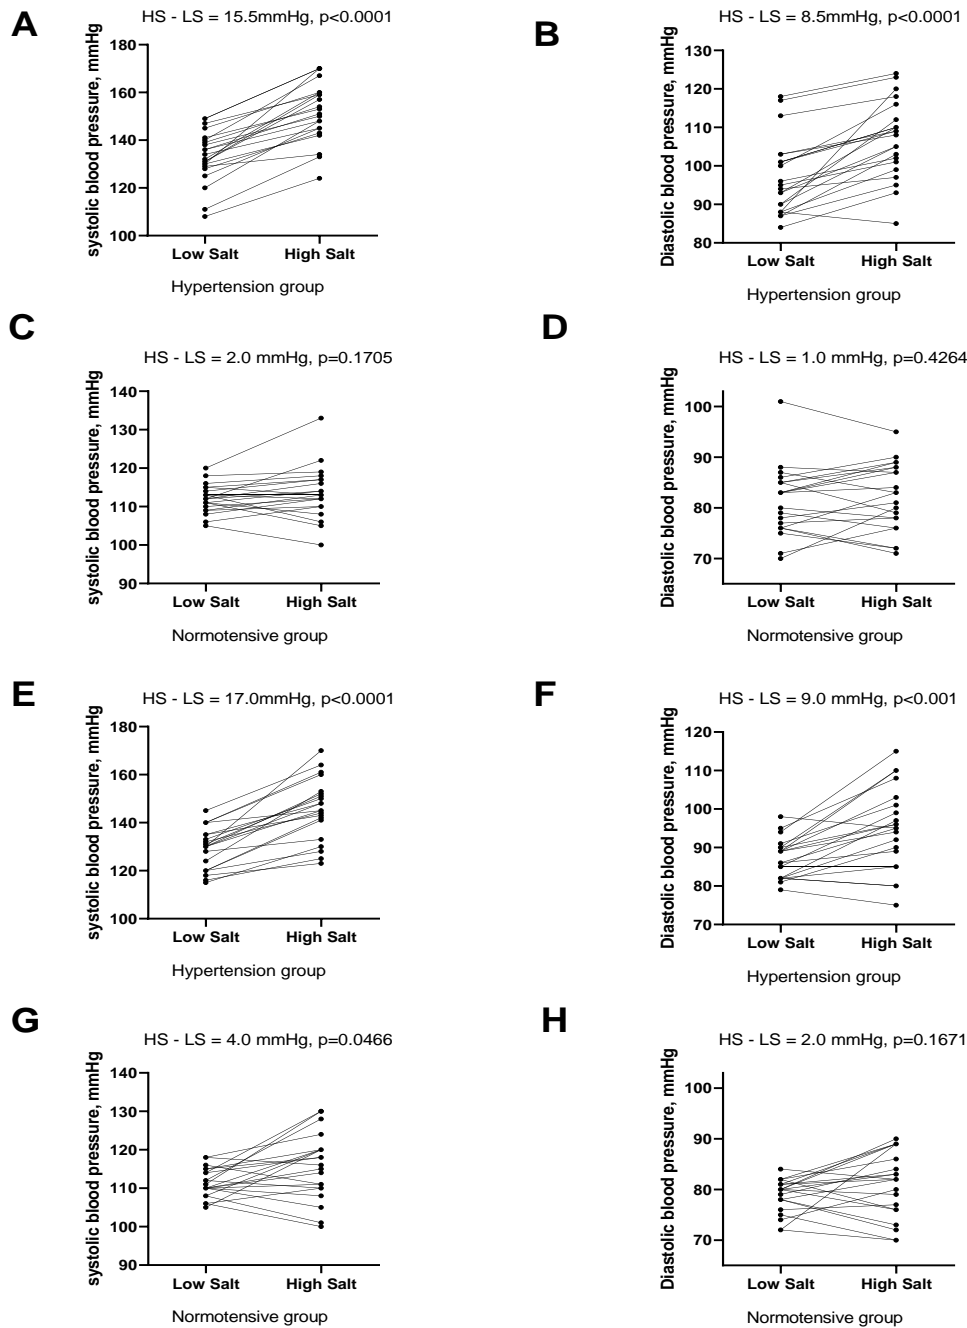 A
HS - LS = 15.5mmHg, p<0.0001
systolic blood pressure, mmHg
180
160
140
120
100
Low Salt
High Salt
Hypertension group
B
HS - LS = 8.5mmHg, p<0.0001
Diastolic blood pressure, mmHg
130
120
110
100
90
80
Low Salt
High Salt
Hypertension group
C
HS - LS = 2.0 mmHg, p=0.1705
systolic blood pressure, mmHg
140
130
120
110
100
90
Low Salt
High Salt
Normotensive group
D
HS - LS = 1.0 mmHg, p=0.4264
Diastolic blood pressure, mmHg
100
90
80
70
Low Salt
High Salt
Normotensive group
E
HS - LS = 17.0mmHg, p<0.0001
systolic blood pressure, mmHg
180
160
140
120
100
Low Salt
High Salt
Hypertension group
F
HS - LS = 9.0 mmHg, p<0.001
Diastolic blood pressure, mmHg
120
110
100
90
80
70
Low Salt
High Salt
Hypertension group
G
HS - LS = 4.0 mmHg, p=0.0466
systolic blood pressure, mmHg
140
130
120
110
100
90
Low Salt
High Salt
Normotensive group
H
HS - LS = 2.0 mmHg, p=0.1671
Diastolic blood pressure, mmHg
100
90
80
70
Low Salt
High Salt
Normotensive group